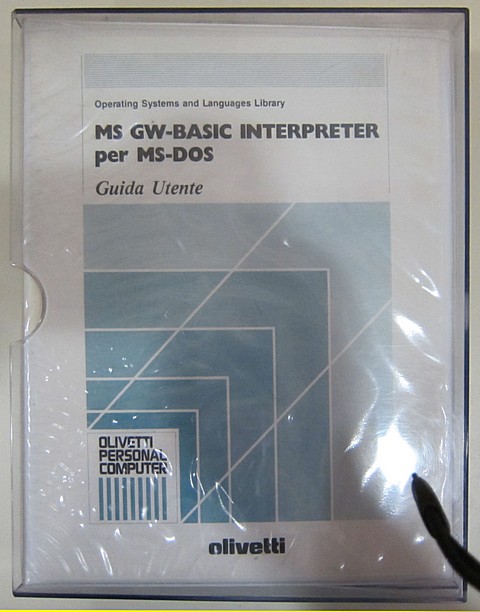 Operating Systems and Languages Library
MS GW-BASIC INTERPRETER
per MS-DOS
Guida Utente
OLIVETTI
PERSONAL
COMPUTER
olivetti